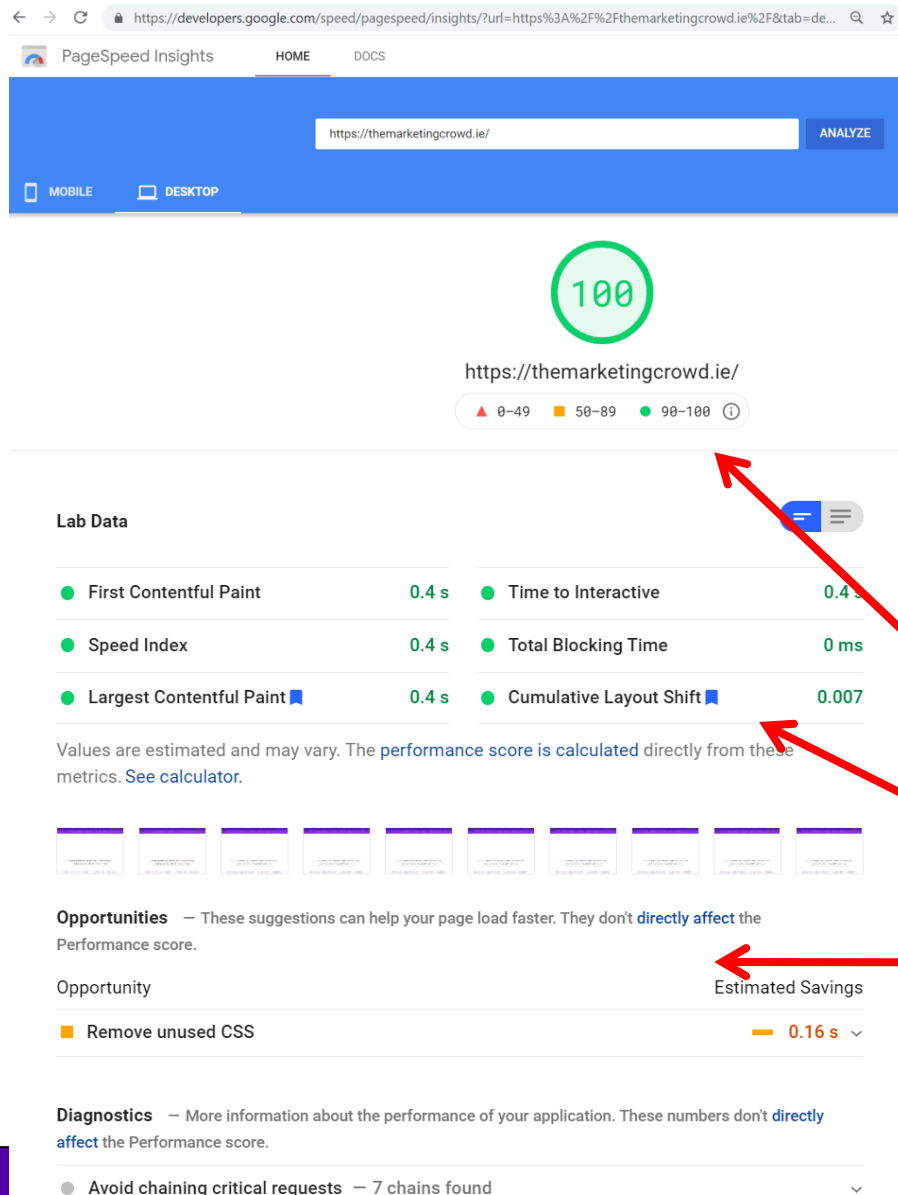 https://developers.google.com/speed/pagespeed/insights/?url=https%3A%2F%2Fthemarketingcrowd.ie%2F&tab=de...
PageSpeed Insights HOME DOCS
https://themarketingcrowd.ie/ ANALYZE
MOBILE DESKTOP
100
https://themarketingcrowd.ie/
0–49 50–89 90–100
Lab Data
First Contentful Paint 0.4 s Time to Interactive 0.4 s
Speed Index 0.4 s Total Blocking Time 0 ms
Largest Contentful Paint 0.4 s Cumulative Layout Shift 0.007
Values are estimated and may vary. The performance score is calculated directly from these
metrics. See calculator.
Opportunities — These suggestions can help your page load faster. They don't directly affect the
Performance score.
Opportunity Estimated Savings
Remove unused CSS 0.16 s
Diagnostics — More information about the performance of your application. These numbers don't directly
affect the Performance score.
Avoid chaining critical requests — 7 chains found